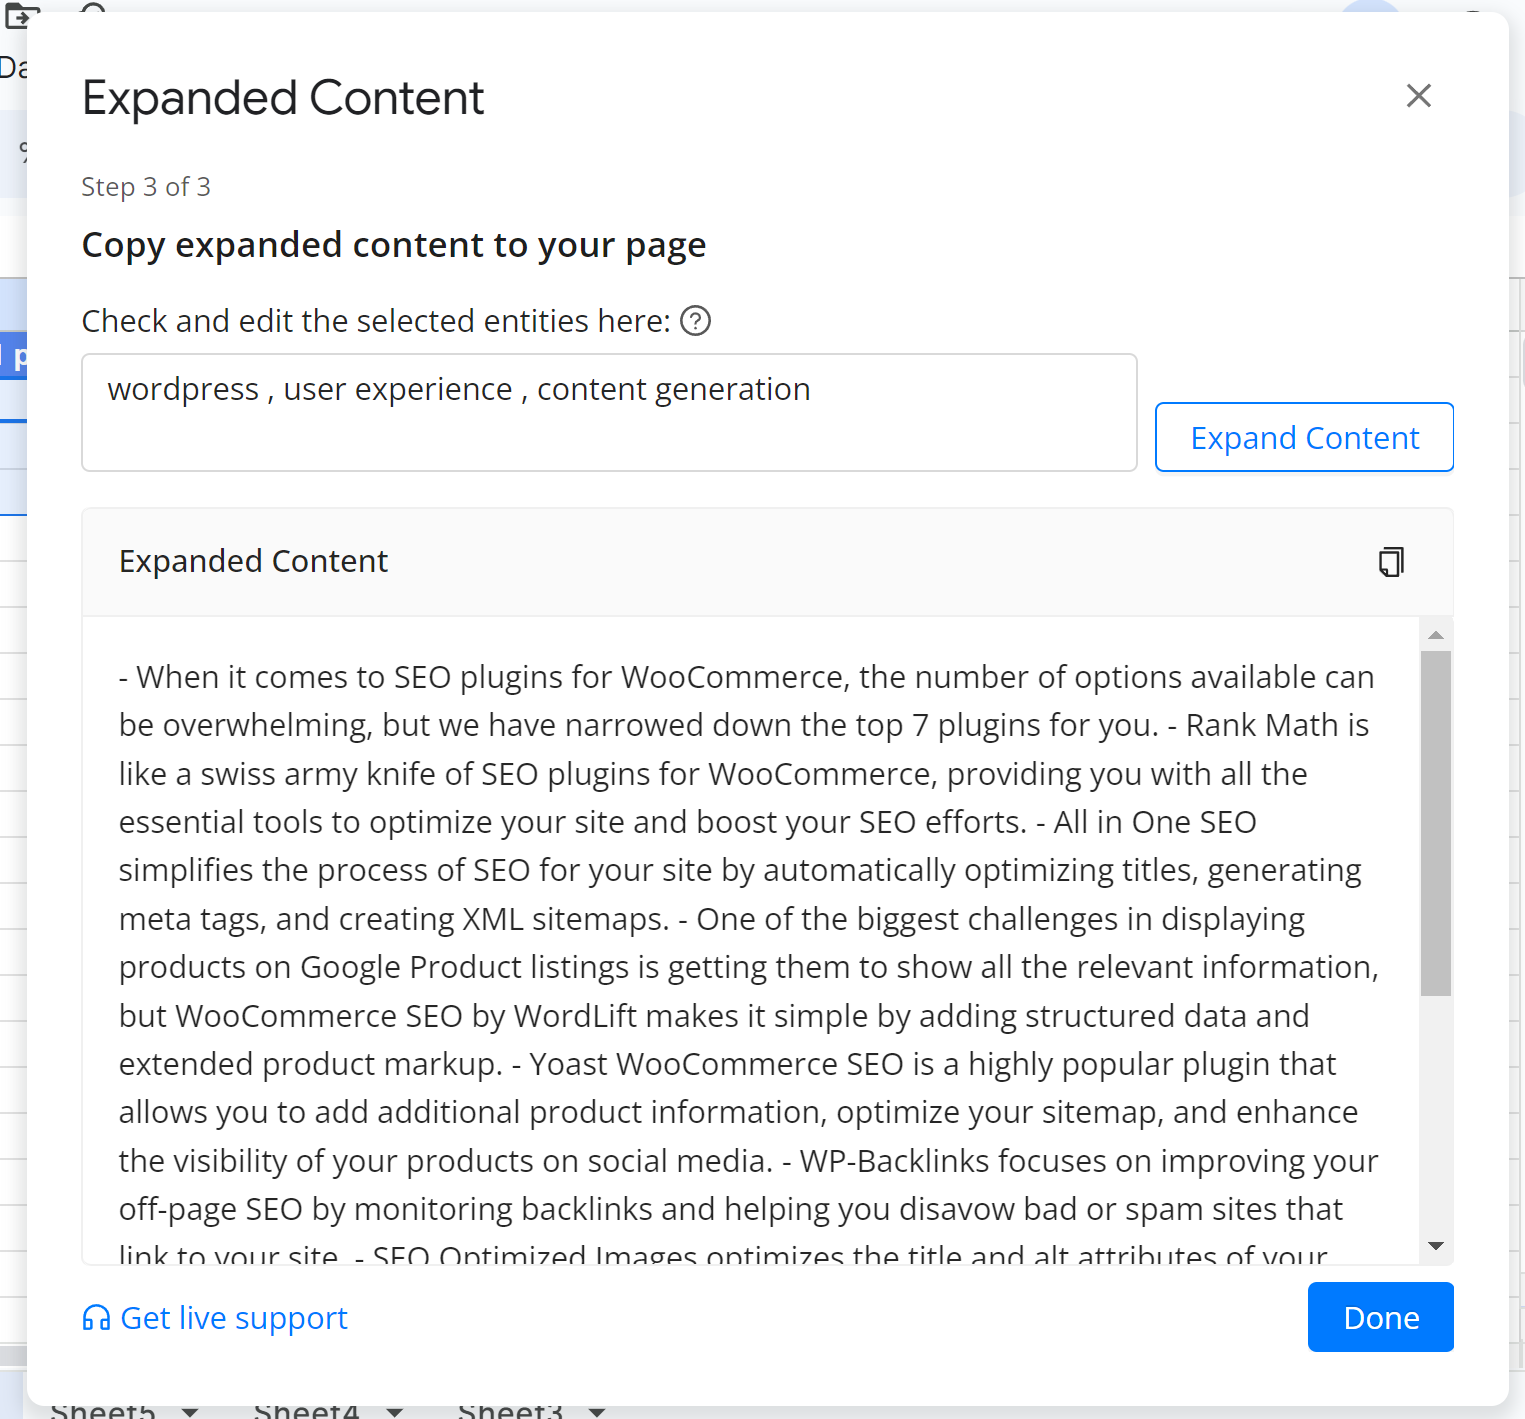 Da
Expanded Content
Step 3 of 3
Copy expanded content to your page
Check and edit the selected entities here: ?
wordpress , user experience , content generation
Expand Content
Expanded Content
- When it comes to SEO plugins for WooCommerce, the number of options available can
be overwhelming, but we have narrowed down the top 7 plugins for you. - Rank Math is
like a swiss army knife of SEO plugins for WooCommerce, providing you with all the
essential tools to optimize your site and boost your SEO efforts. - All in One SEO
simplifies the process of SEO for your site by automatically optimizing titles, generating
meta tags, and creating XML sitemaps. - One of the biggest challenges in displaying
products on Google Product listings is getting them to show all the relevant information,
but WooCommerce SEO by WordLift makes it simple by adding structured data and
extended product markup. - Yoast WooCommerce SEO is a highly popular plugin that
allows you to add additional product information, optimize your sitemap, and enhance
the visibility of your products on social media. - WP-Backlinks focuses on improving your
off-page SEO by monitoring backlinks and helping you disavow bad or spam sites that
link to your site. - SEO Optimized Images optimizes the title and alt attributes of your
Get live support
Done
Sheet5 Sheet4 Sheet3